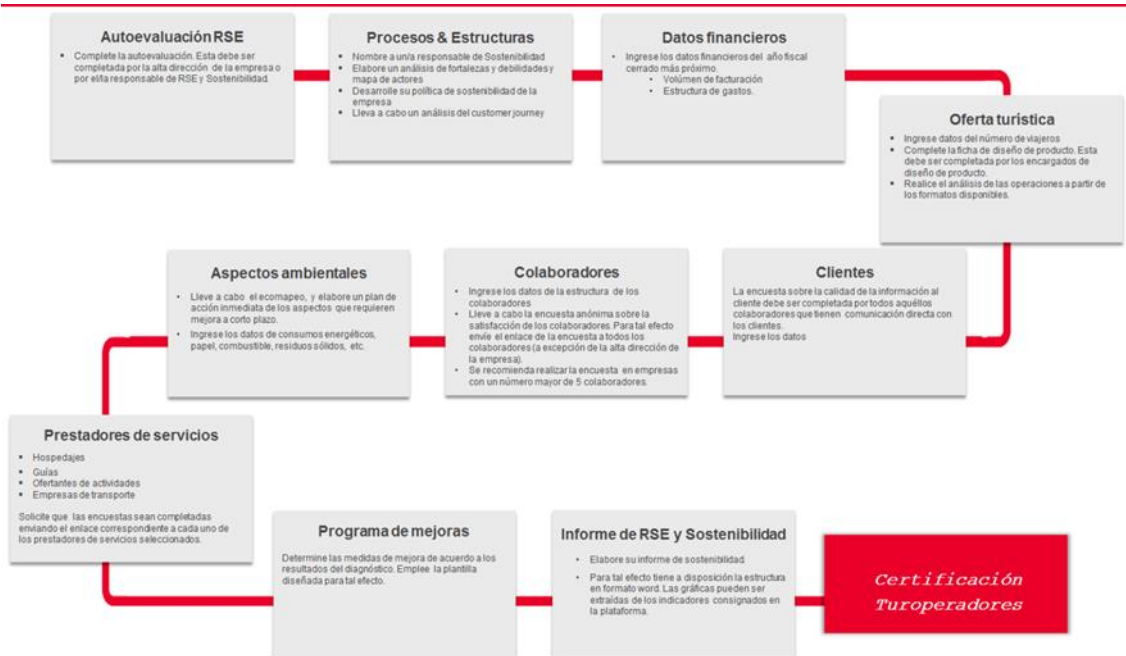 Autoevaluación RSE
▪ Complete la autoevaluación. Esta debe ser
completada por la alta dirección de la empresa o
por el/la responsable de RSE y Sostenibilidad.
Procesos & Estructuras
▪ Nombre a un/a responsable de Sostenibilidad
▪ Elabore un análisis de fortalezas y debilidades y
mapa de actores
▪ Desarrolle su política de sostenibilidad de la
empresa
▪ Lleva a cabo un análisis del customer journey
Datos financieros
▪ Ingrese los datos financieros del año fiscal
cerrado más próximo.
• Volúmen de facturación
• Estructura de gastos.
Oferta turística
▪ Ingrese datos del número de viajeros
▪ Complete la ficha de diseño de producto. Esta
debe ser completada por los encargados de
diseño de producto.
▪ Realice el análisis de las operaciones a partir de
los formatos disponibles.
Clientes
La encuesta sobre la calidad de la información al
cliente debe ser completada por todos aquéllos
colaboradores que tienen comunicación directa con
los clientes.
Ingrese los datos
Colaboradores
• Ingrese los datos de la estructura de los
colaboradores
• Lleve a cabo la encuesta anónima sobre la
satisfacción de los colaboradores. Para tal efecto
envíe el enlace de la encuesta a todos los
colaboradores (a excepción de la alta dirección de
la empresa).
• Se recomienda realizar la encuesta en empresas
con un número mayor de 5 colaboradores.
Aspectos ambientales
• Lleve a cabo el ecomapeo, y elabore un plan de
acción inmediata de los aspectos que requieren
mejora a corto plazo.
• Ingrese los datos de consumos energéticos,
papel, combustible, residuos sólidos, etc.
Prestadores de servicios
▪ Hospedajes
▪ Guías
▪ Ofertantes de actividades
▪ Empresas de transporte
Solicite que las encuestas sean completadas
enviando el enlace correspondiente a cada uno de
los prestadores de servicios seleccionados.
Programa de mejoras
Determine las medidas de mejora de acuerdo a los
resultados del diagnóstico. Emplee la plantilla
diseñada para tal efecto.
Informe de RSE y Sostenibilidad
• Elabore su informe de sostenibilidad.
• Para tal efecto tiene a disposición la estructura
en formato word. Las gráficas pueden ser
extraídas de los indicadores consignados en
la plataforma.
Certificación
Turoperadores